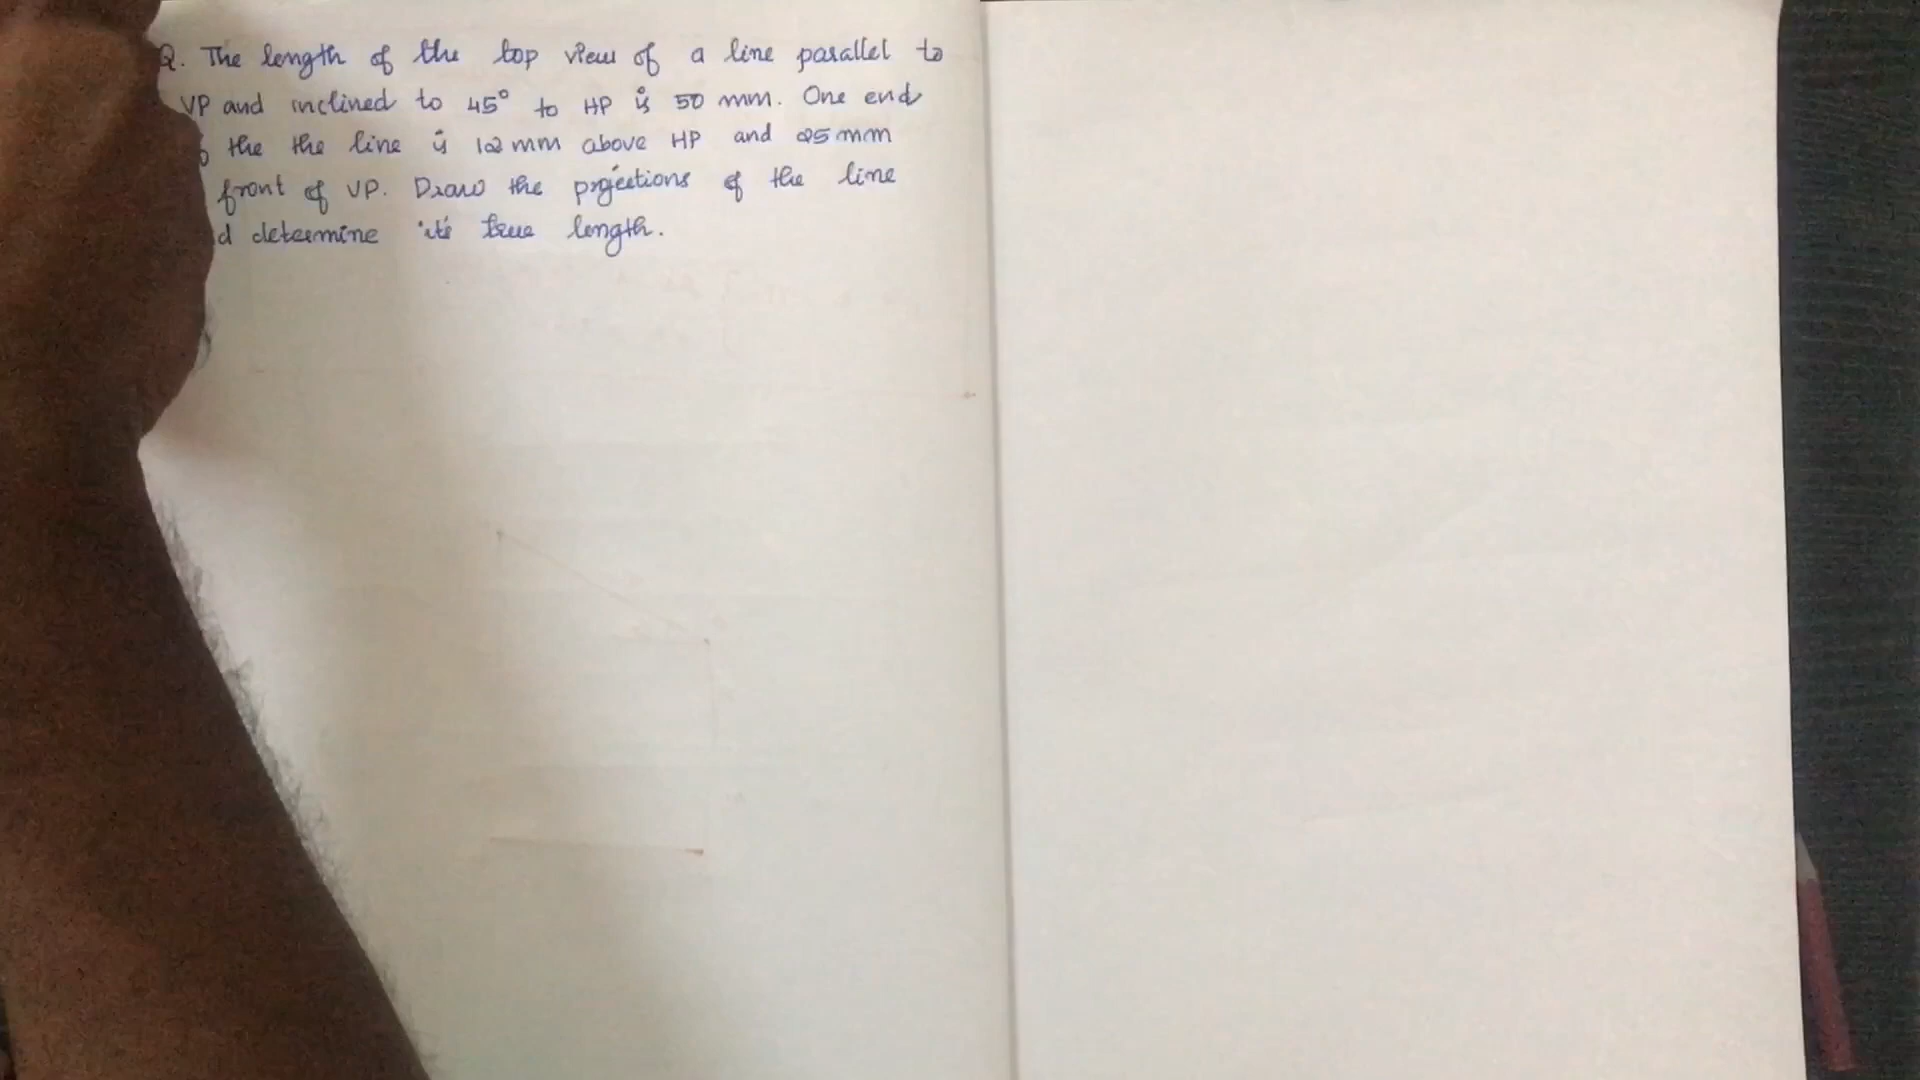 Q. The length of the top view of a line parallel to
VP and inclined to 45° to HP is 50 mm. One end
the the line is 12 mm above HP and 25 mm
front of VP. Draw the projections of the line
determine it's true length.